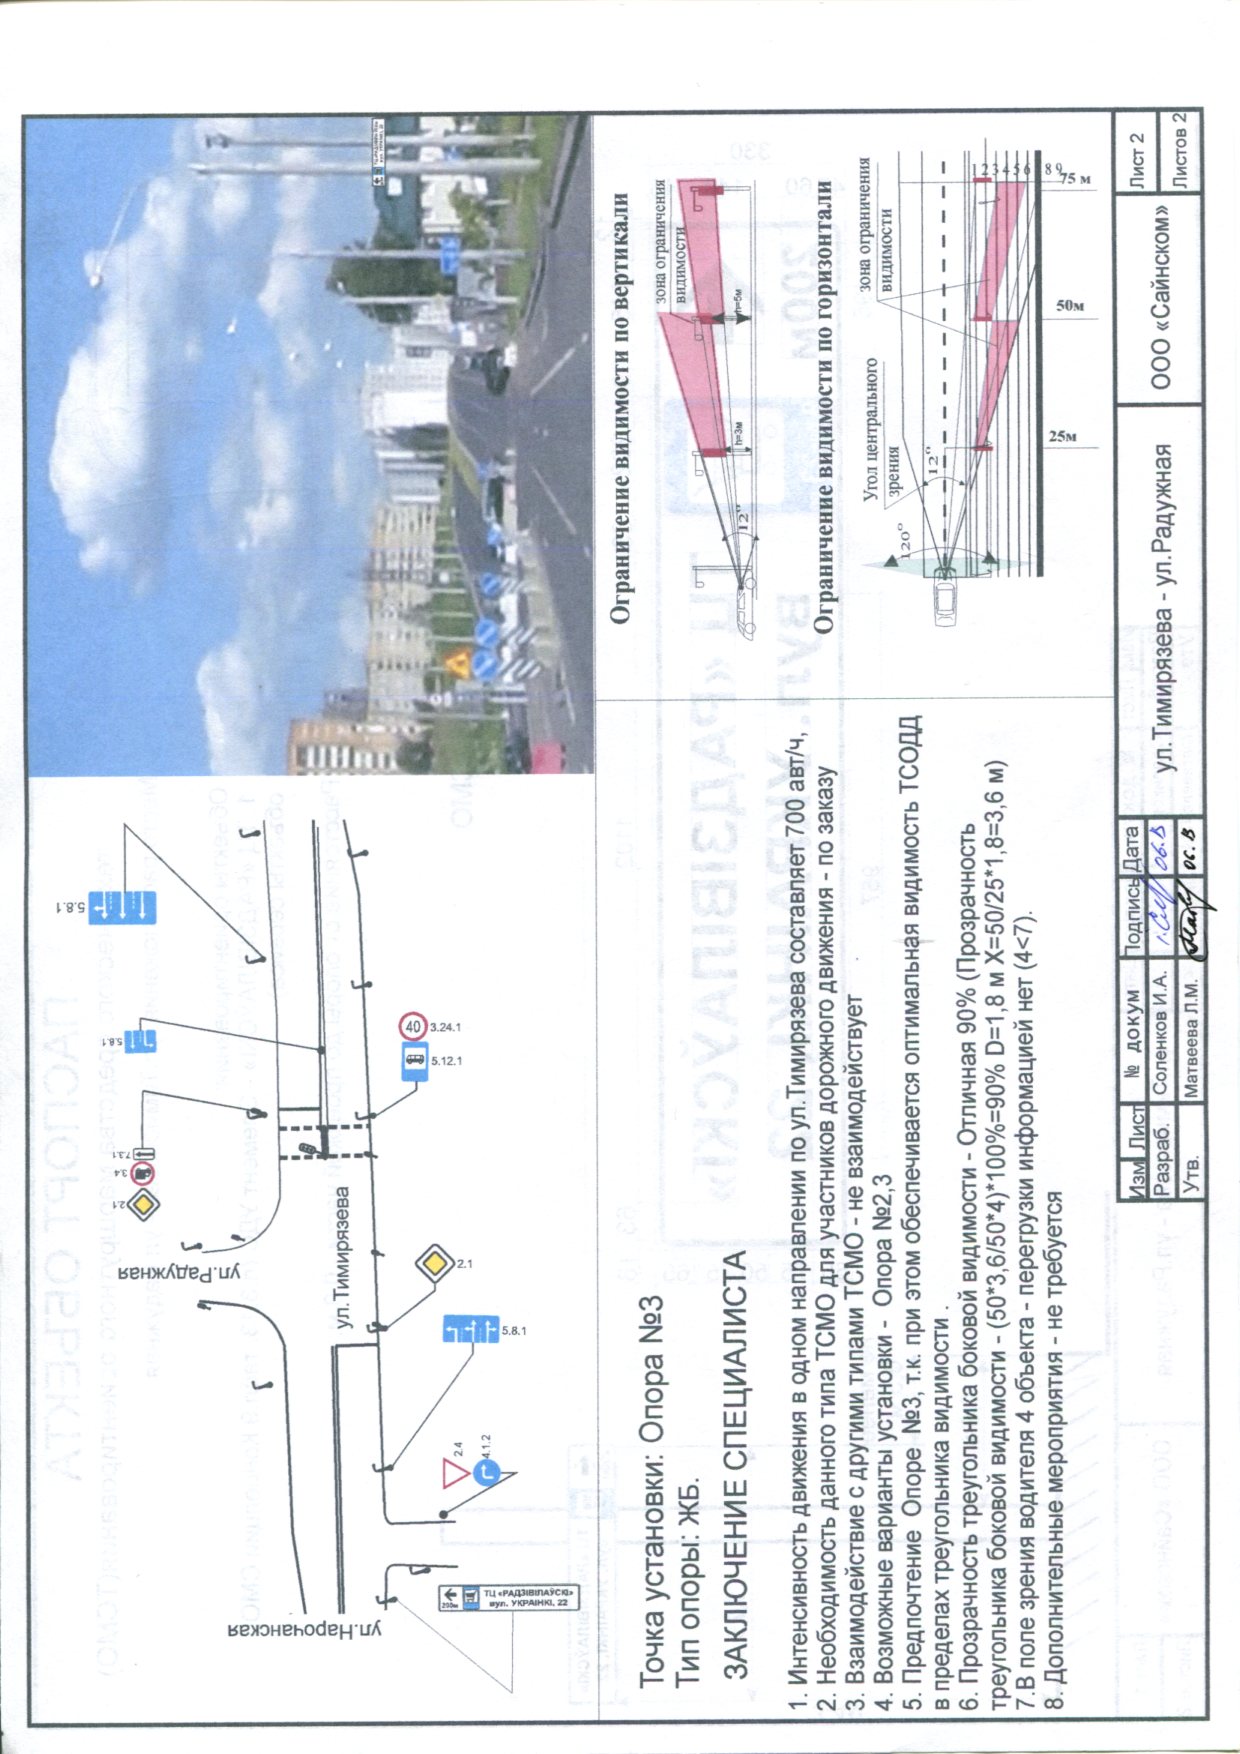 5.8.1
5.8.1
7.3.1
3.4
2.1
ул.Радужная
ул.Тимирязева
ул.Нарочанская
40
3.24.1
5.12.1
2.1
5.8.1
2.4
4.1.2
200м
ТЦ «РАДЗІВІЛАЎСКІ»
вул. УКРАІНКІ, 22
Ограничение видимости по вертикали
зона ограничения
видимости
h=3м
h=5м
12°
Ограничение видимости по горизонтали
Угол центрального
зрения
зона ограничения
видимости
120°
12°
1 2 3 4 5 6 8 9
25м
50м
75 м
Точка установки: Опора №3
Тип опоры: ЖБ.
ЗАКЛЮЧЕНИЕ СПЕЦИАЛИСТА
1. Интенсивность движения в одном направлении по ул.Тимирязева составляет 700 авт/ч,
2. Необходимость данного типа ТСМО для участников дорожного движения - по заказу
3. Взаимодействие с другими типами ТСМО - не взаимодействует
4. Возможные варианты установки - Опора №2,3
5. Предпочтение Опоре №3, т.к. при этом обеспечивается оптимальная видимость ТСОДД
в пределах треугольника видимости .
6. Прозрачность треугольника боковой видимости - Отличная 90% (Прозрачность
треугольника боковой видимости - (50*3,6/50*4)*100%=90% D=1,8 м X=50/25*1,8=3,6 м)
7.В поле зрения водителя 4 объекта - перегрузки информацией нет (4<7).
8. Дополнительные мероприятия - не требуется
Изм Лист № докум Подпись Дата
Разраб. Соленков И.А. 06.13
Утв. Матвеева Л.М. 06.13
ул.Тимирязева - ул.Радужная
ООО «Сайнском»
Лист 2
Листов 2